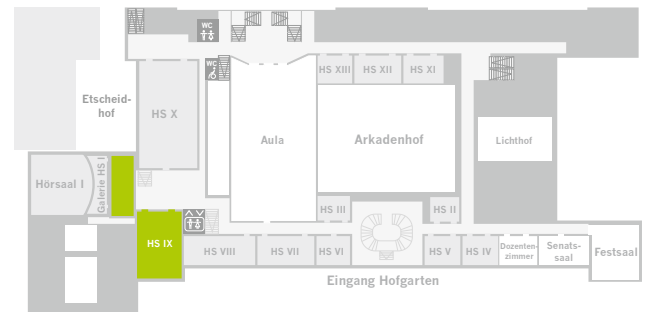 WC
WC
HS XIII
HS XII
HS XI
Etscheid-
hof
HS X
Aula
Arkadenhof
Lichthof
Hörsaal I
Galerie HS I
HS III
HS II
HS IX
HS VIII
HS VII
HS VI
HS V
HS IV
Dozenten-
zimmer
Senats-
saal
Festsaal
Eingang Hofgarten